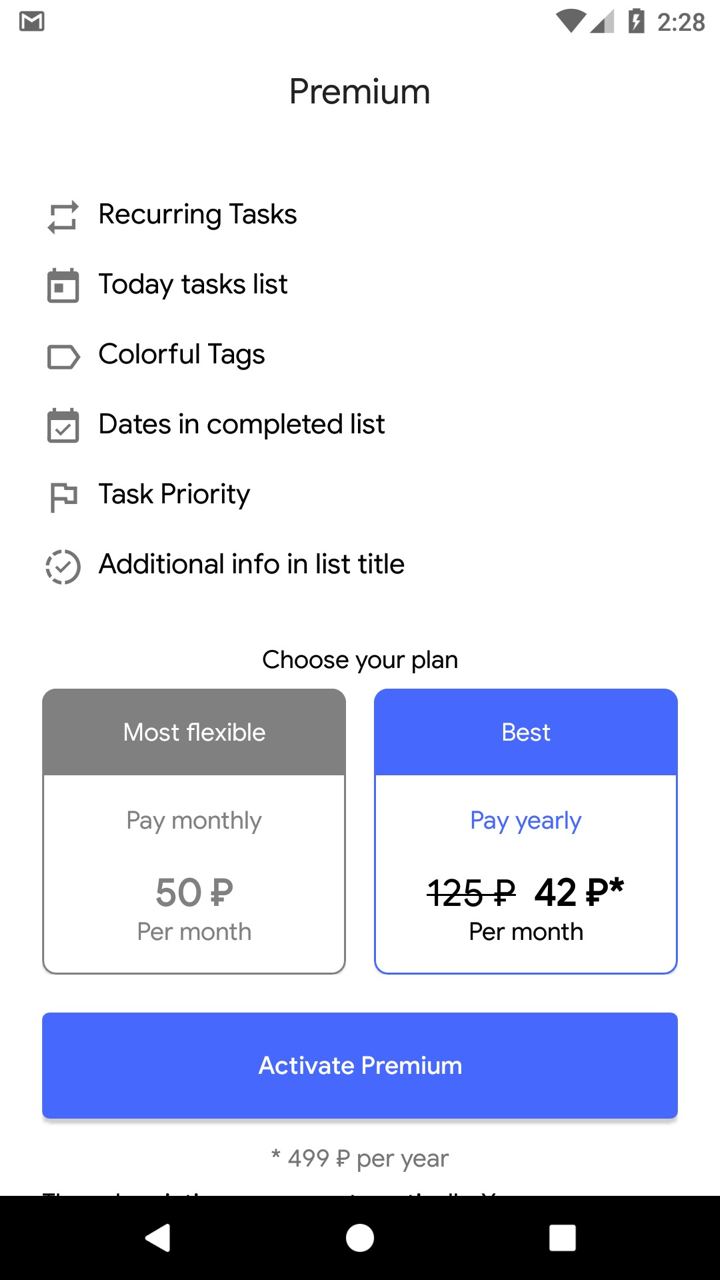 2:28
Premium
Recurring Tasks
Today tasks list
Colorful Tags
Dates in completed list
Task Priority
Additional info in list title
Choose your plan
Most flexible
Pay monthly
50 ₽
Per month
Best
Pay yearly
125 ₽ 42 ₽*
Per month
Activate Premium
* 499 ₽ per year